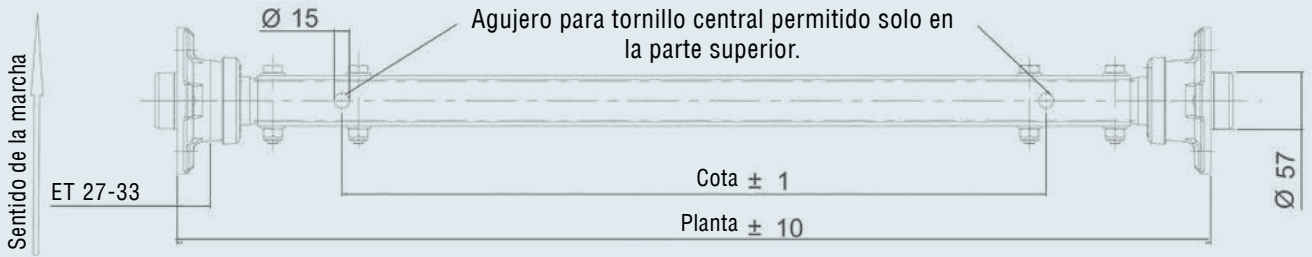 Ø 15
Agujero para tornillo central permitido solo en
la parte superior.
Sentido de la marcha
ET 27-33
Cota ± 1
Planta ± 10
Ø 57